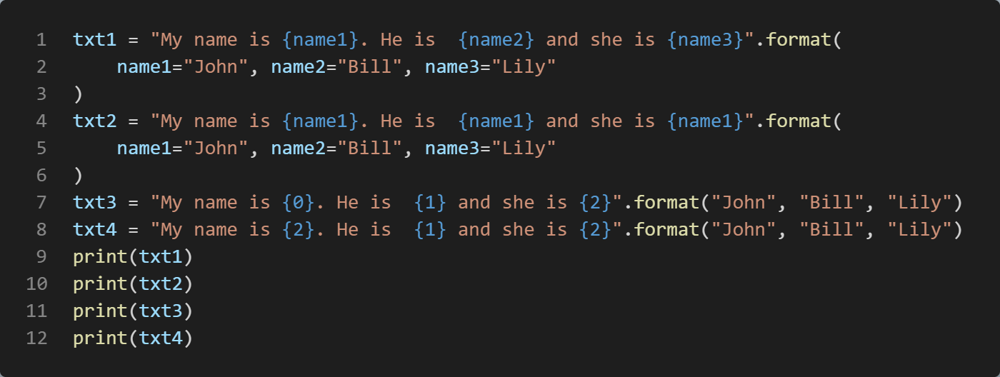 1 txt1 = "My name is {name1}. He is  {name2} and she is {name3}".format(
2     name1="John", name2="Bill", name3="Lily"
3 )
4 txt2 = "My name is {name1}. He is  {name1} and she is {name1}".format(
5     name1="John", name2="Bill", name3="Lily"
6 )
7 txt3 = "My name is {0}. He is  {1} and she is {2}".format("John", "Bill", "Lily")
8 txt4 = "My name is {2}. He is  {1} and she is {2}".format("John", "Bill", "Lily")
9 print(txt1)
10 print(txt2)
11 print(txt3)
12 print(txt4)